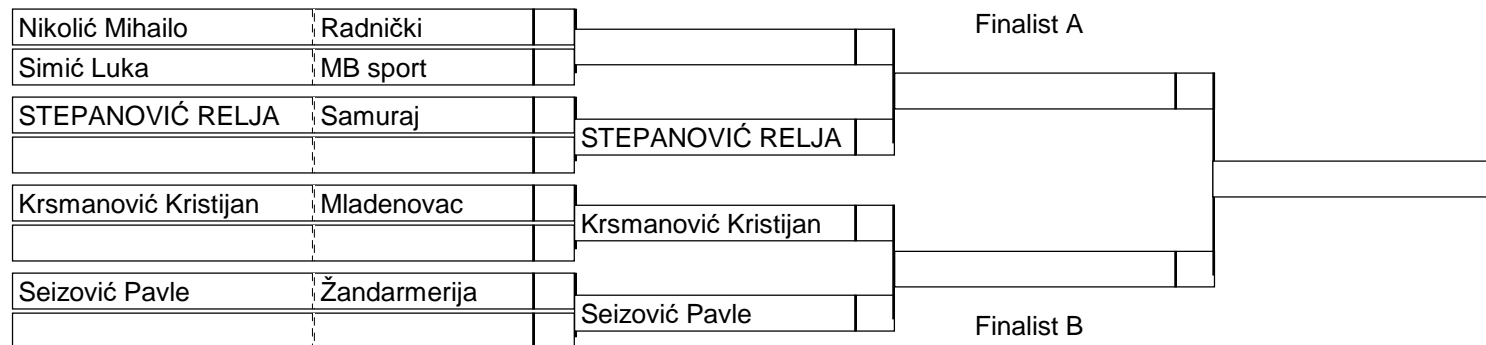 Nikolić Mihailo Radnički
Simić Luka MB sport
STEPANOVIĆ RELJA Samuraj
Krsmanović Kristijan Mladenovac
Seizović Pavle Žandarmerija
STEPANOVIĆ RELJA
Krsmanović Kristijan
Seizović Pavle
Finalist A
Finalist B